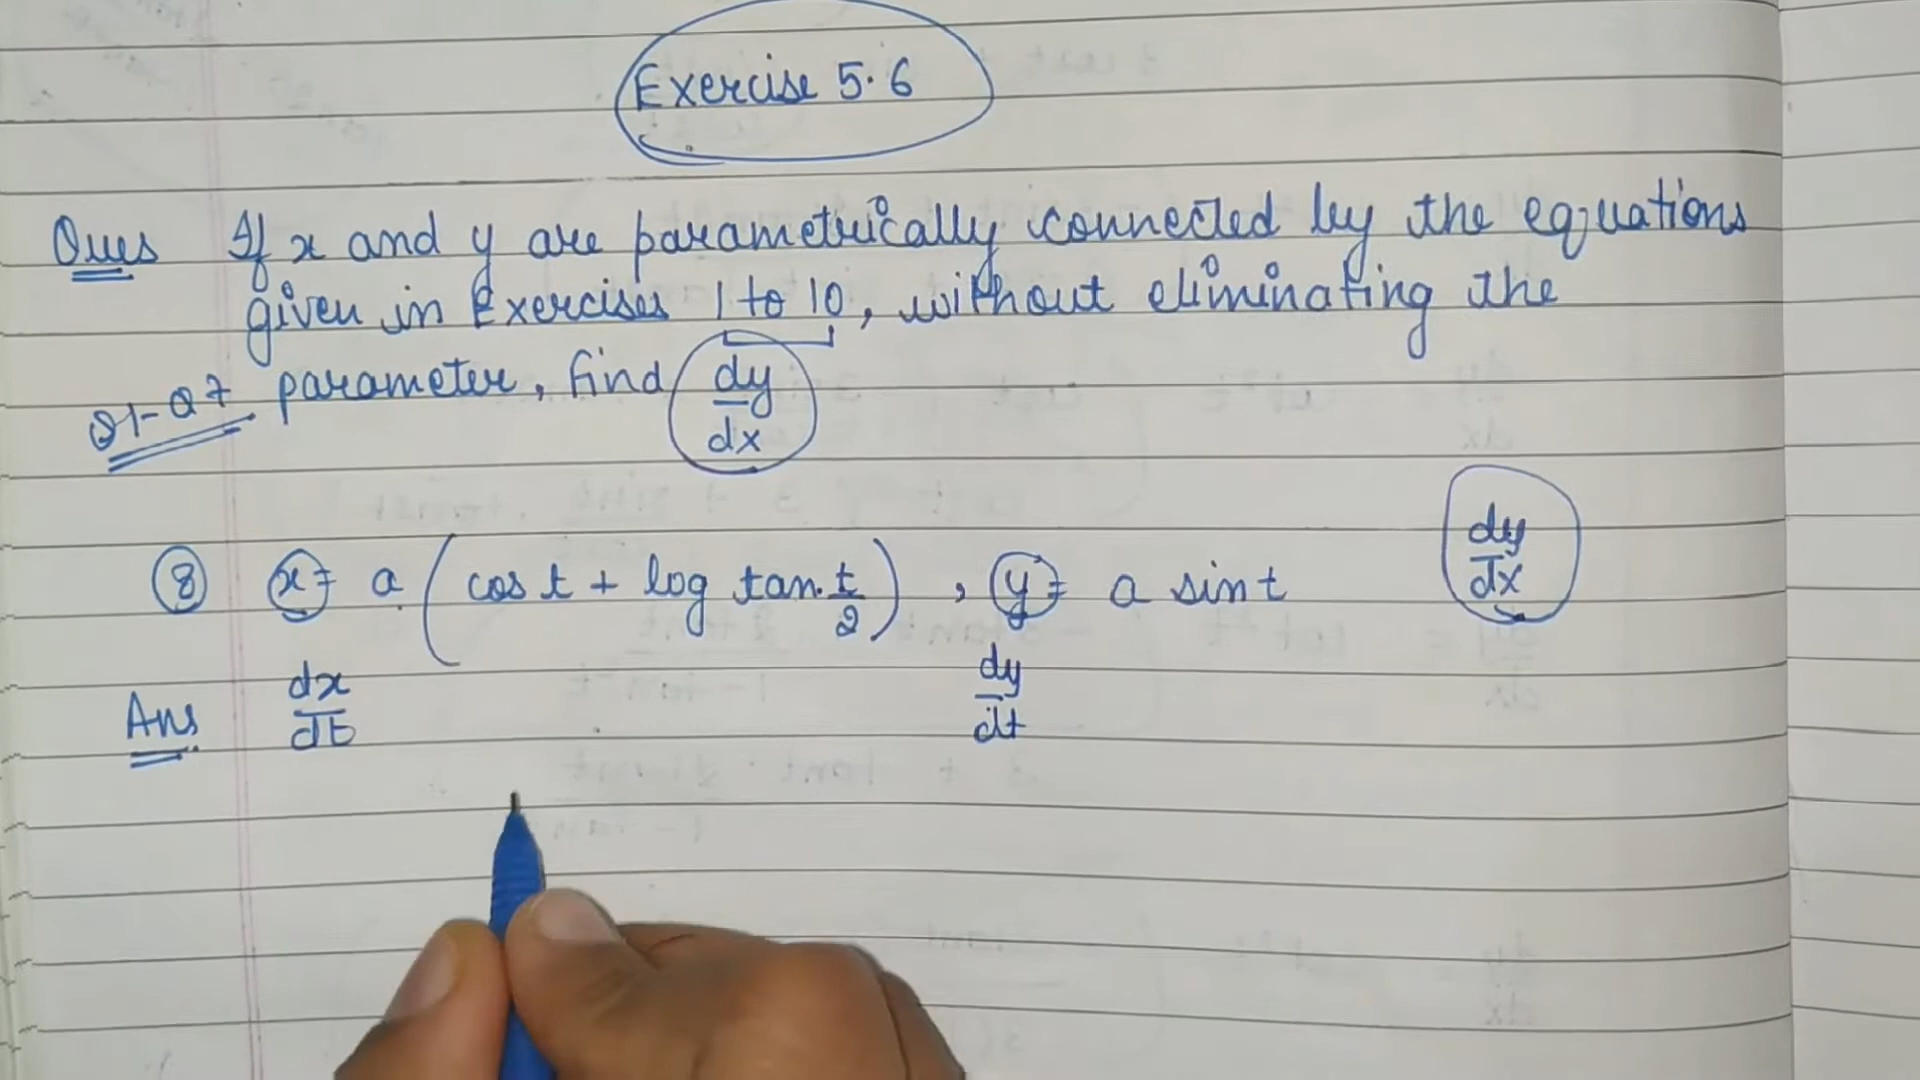 Exercise 5.6
Ques If x and y are parametrically connected by the equations
given in Exercises 1 to 10, without eliminating the
parameter, find dy/dx
Q1-Q7
8 x = a (cos t + log tan t/2), y = a sin t
dy/dx
Ans dx/dt dy/dt